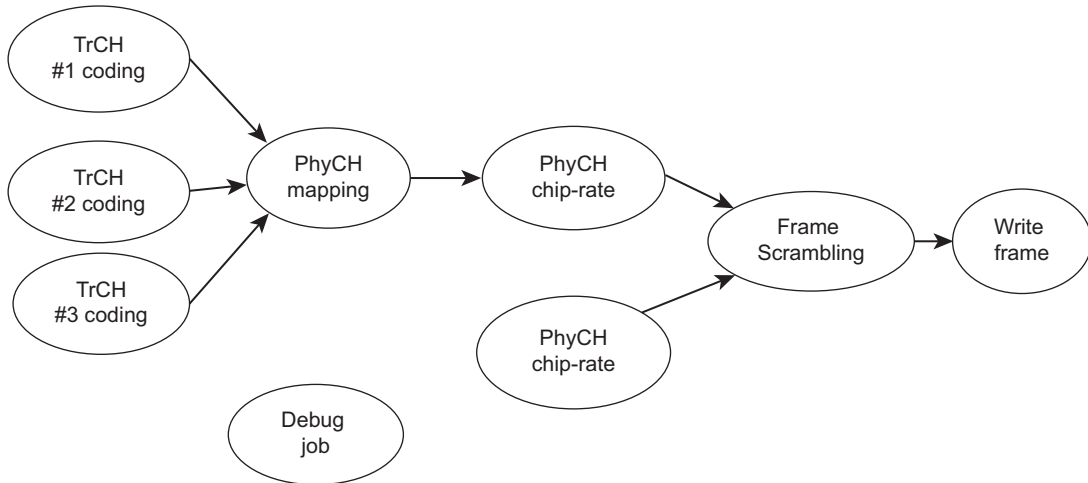 TrCH
#1 coding
TrCH
#2 coding
TrCH
#3 coding
PhyCH
mapping
PhyCH
chip-rate
PhyCH
chip-rate
Frame
Scrambling
Write
frame
Debug
job